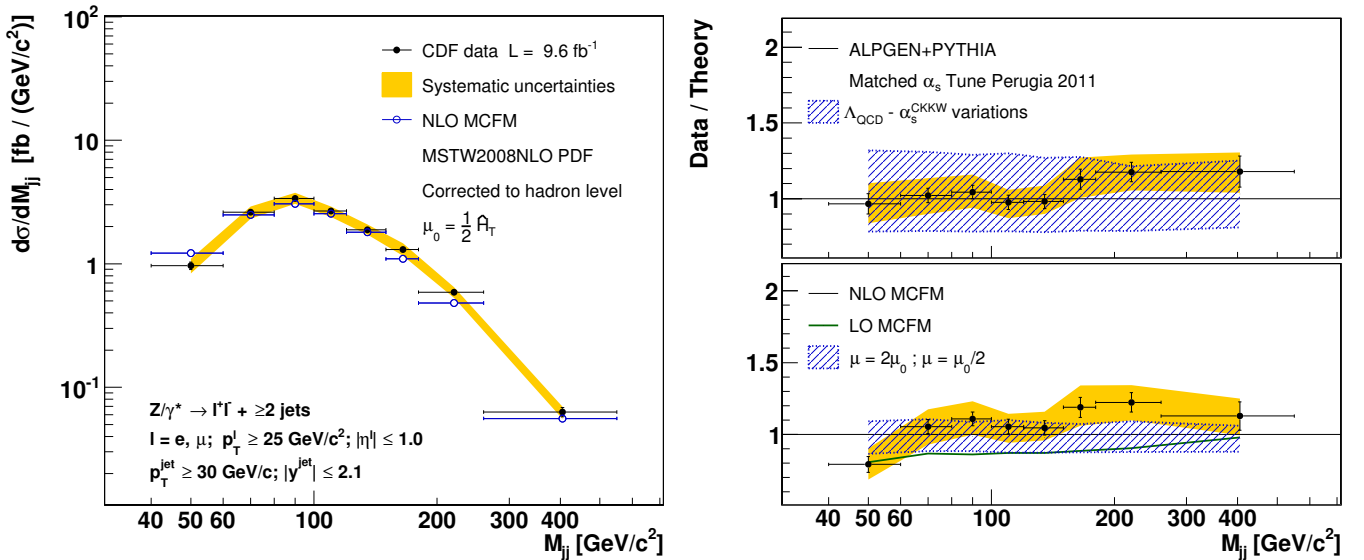 dσ/dM_jj [fb / (GeV/c²)]
10²
10
1
10⁻¹
CDF data L = 9.6 fb⁻¹
Systematic uncertainties
NLO MCFM
MSTW2008NLO PDF
Corrected to hadron level
μ₀ = 1/2 Ĥ_T
Z/γ* → l⁺l⁻ + ≥2 jets
l = e, μ; p_T^l ≥ 25 GeV/c²; |η^l| ≤ 1.0
p_T^jet ≥ 30 GeV/c; |y^jet| ≤ 2.1
40 50 60 100 200 300 400
M_jj [GeV/c²]
Data / Theory
2
1.5
1
ALPGEN+PYTHIA
Matched α_s Tune Perugia 2011
Λ_QCD - α_s^CKKW variations
2
1.5
1
NLO MCFM
LO MCFM
μ = 2μ₀ ; μ = μ₀/2
40 50 60 100 200 300 400
M_jj [GeV/c²]